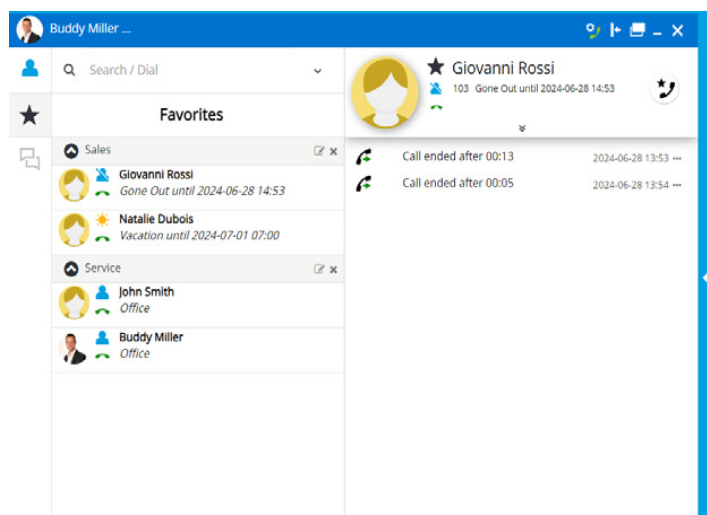 Buddy Miller ...
Search / Dial
Favorites
Sales
Giovanni Rossi
Gone Out until 2024-06-28 14:53
Natalie Dubois
Vacation until 2024-07-01 07:00
Service
John Smith
Office
Buddy Miller
Office
Giovanni Rossi
103 Gone Out until 2024-06-28 14:53
Call ended after 00:13 2024-06-28 13:53 ...
Call ended after 00:05 2024-06-28 13:54 ...